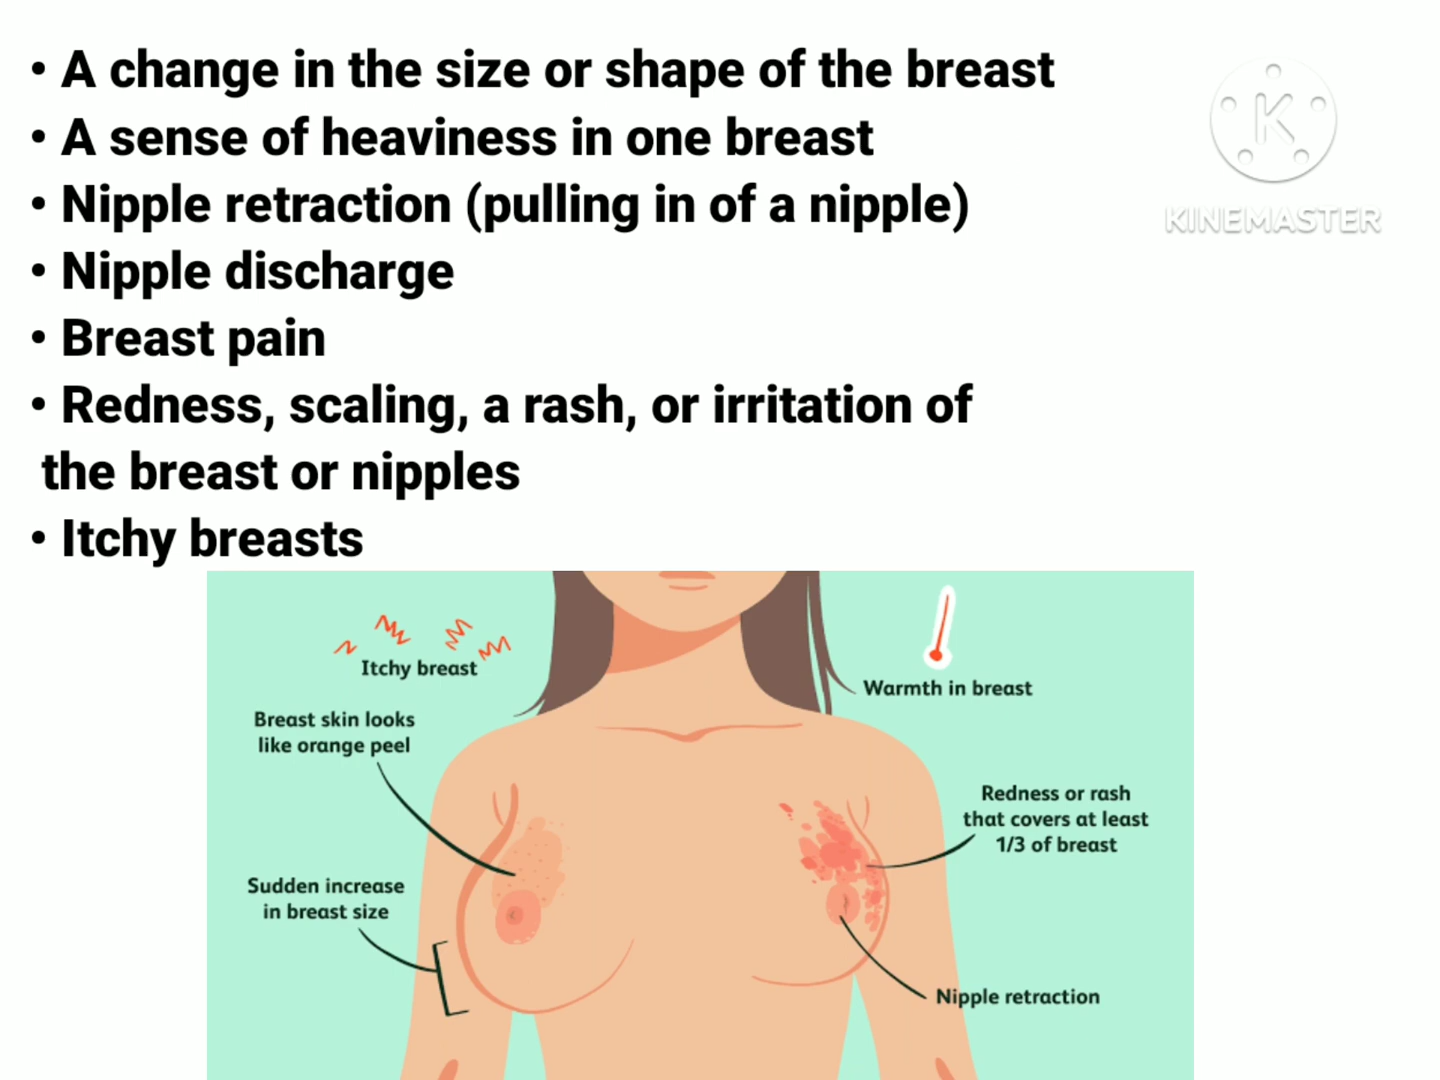 • A change in the size or shape of the breast
• A sense of heaviness in one breast
• Nipple retraction (pulling in of a nipple)
• Nipple discharge
• Breast pain
• Redness, scaling, a rash, or irritation of
the breast or nipples
• Itchy breasts
K
KINEMASTER
Itchy breast
Warmth in breast
Breast skin looks
like orange peel
Redness or rash
that covers at least
1/3 of breast
Sudden increase
in breast size
Nipple retraction